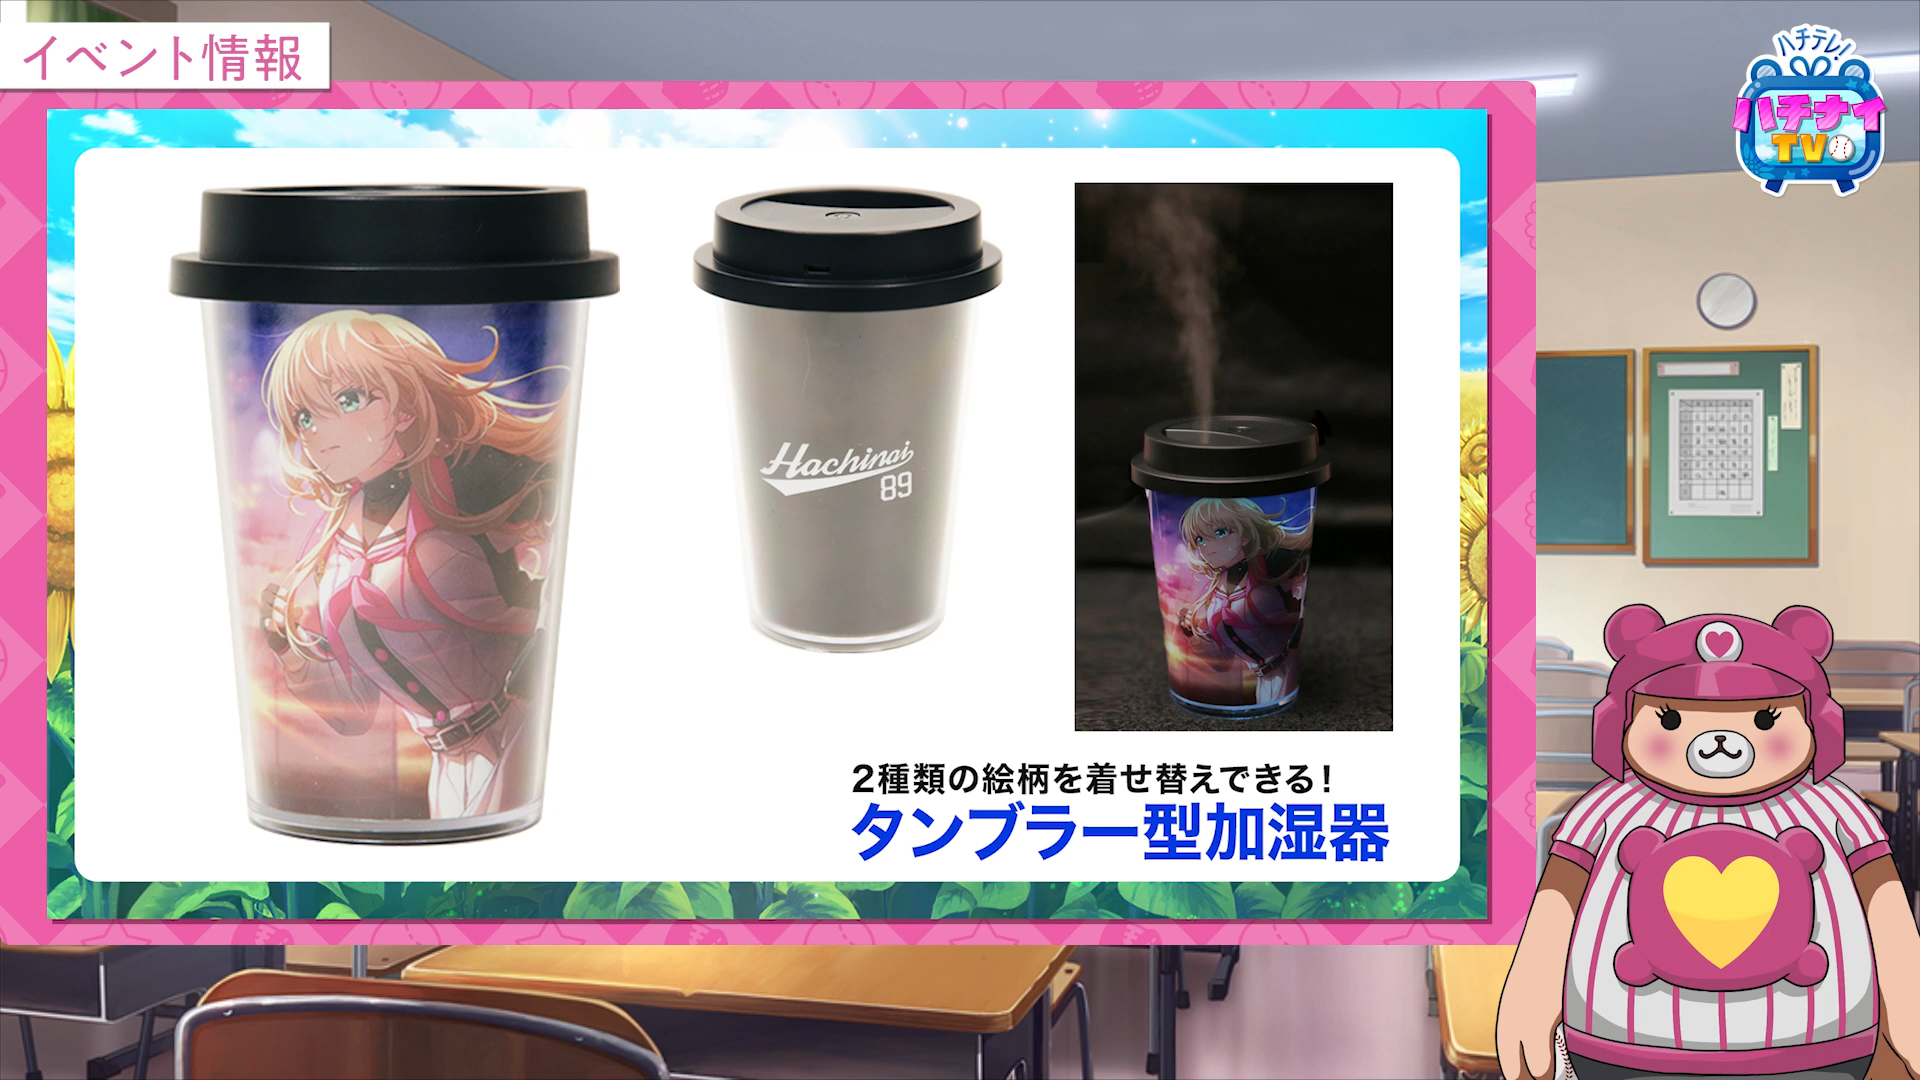 イベント情報
ハチテレ!
ハチナイ
TV
Hachinai
89
2種類の絵柄を着せ替えできる!
タンブラー型加湿器